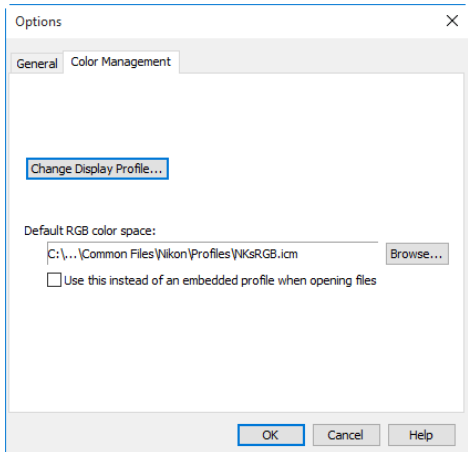 Options
General Color Management
Change Display Profile...
Default RGB color space:
C:\...\Common Files\Nikon\Profiles\NKsRGB.icm Browse...
Use this instead of an embedded profile when opening files
OK Cancel Help